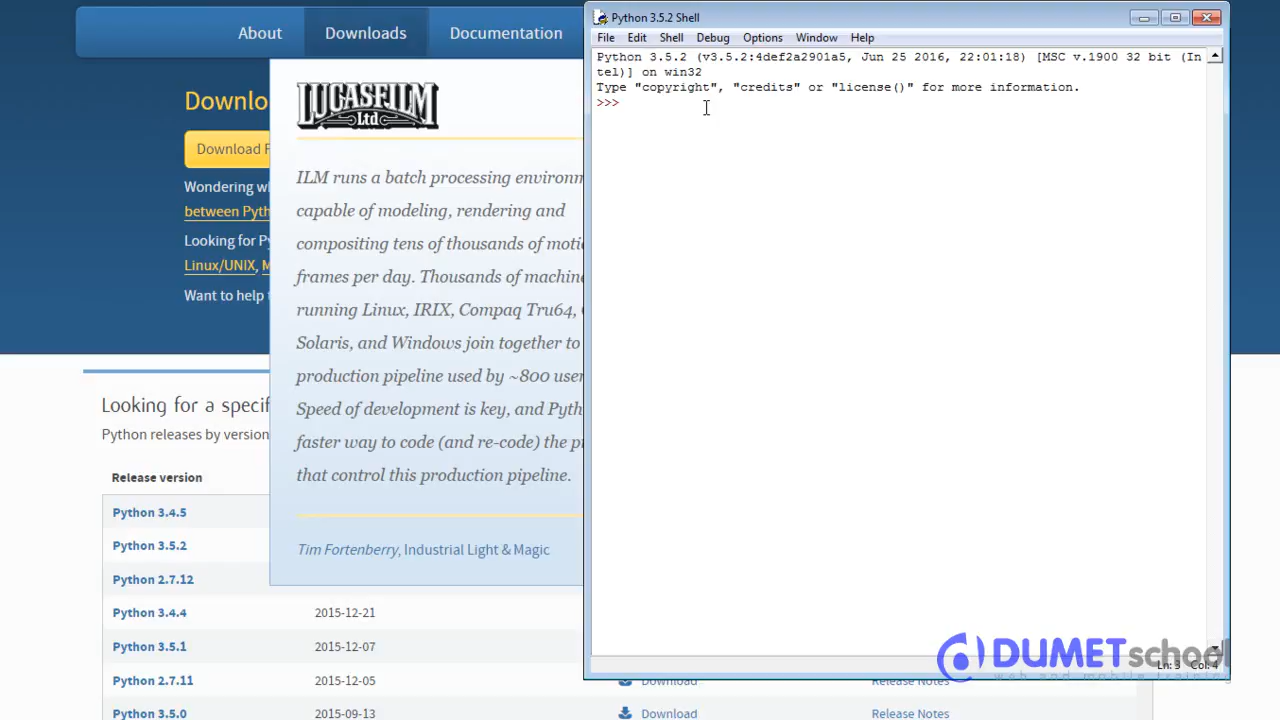 About
Downloads
Documentation
Downlo
Download
Wondering
between Pyth
Looking for
Linux/UNIX,
Want to help
LUCASFILM
Ltd
ILM runs a batch processing
capable of modeling, rendering and
compositing tens of thousands of
frames per day. Thousands of
running Linux, IRIX, Compaq Tru64,
Solaris, and Windows join together to
production pipeline used by ~800
Speed of development is key, and
faster way to code (and re-code) the
that control this production pipeline.
Tim Fortenberry, Industrial Light & Magic
Looking for a
Python releases by version
Release version
Python 3.4.5
Python 3.5.2
Python 2.7.12
Python 3.4.4
2015-12-21
Python 3.5.1
2015-12-07
Python 2.7.11
2015-12-05
Download
Release Notes
Python 3.5.0
2015-09-13
Download
Release Notes
Python 3.5.2 Shell
File Edit Shell Debug Options Window Help
Python 3.5.2 (v3.5.2:4def2a2901a5, Jun 25 2016, 22:01:18) [MSC v.1900 32 bit (In
tel)] on win32
Type "copyright", "credits" or "license()" for more information.
>>>
Ln: 3 Col: 4
DUMETschool
web and mobile training